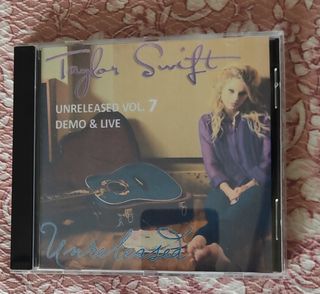 Taylor Swift
UNRELEASED VOL. 7
DEMO & LIVE
Unreleased